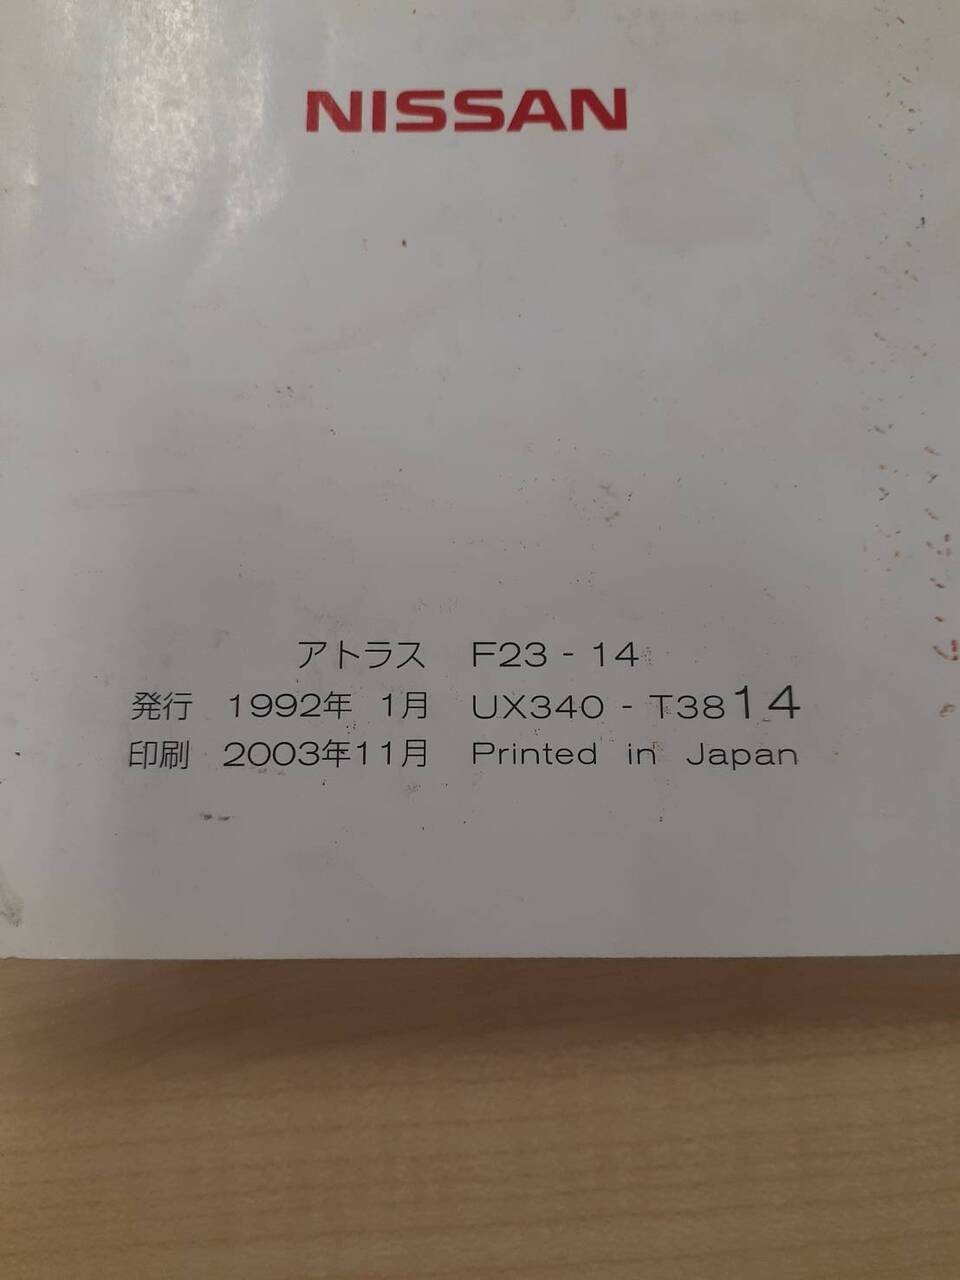 NISSAN
アトラス F23 - 14
発行 1992年 1月 UX340 - T3814
印刷 2003年11月 Printed in Japan